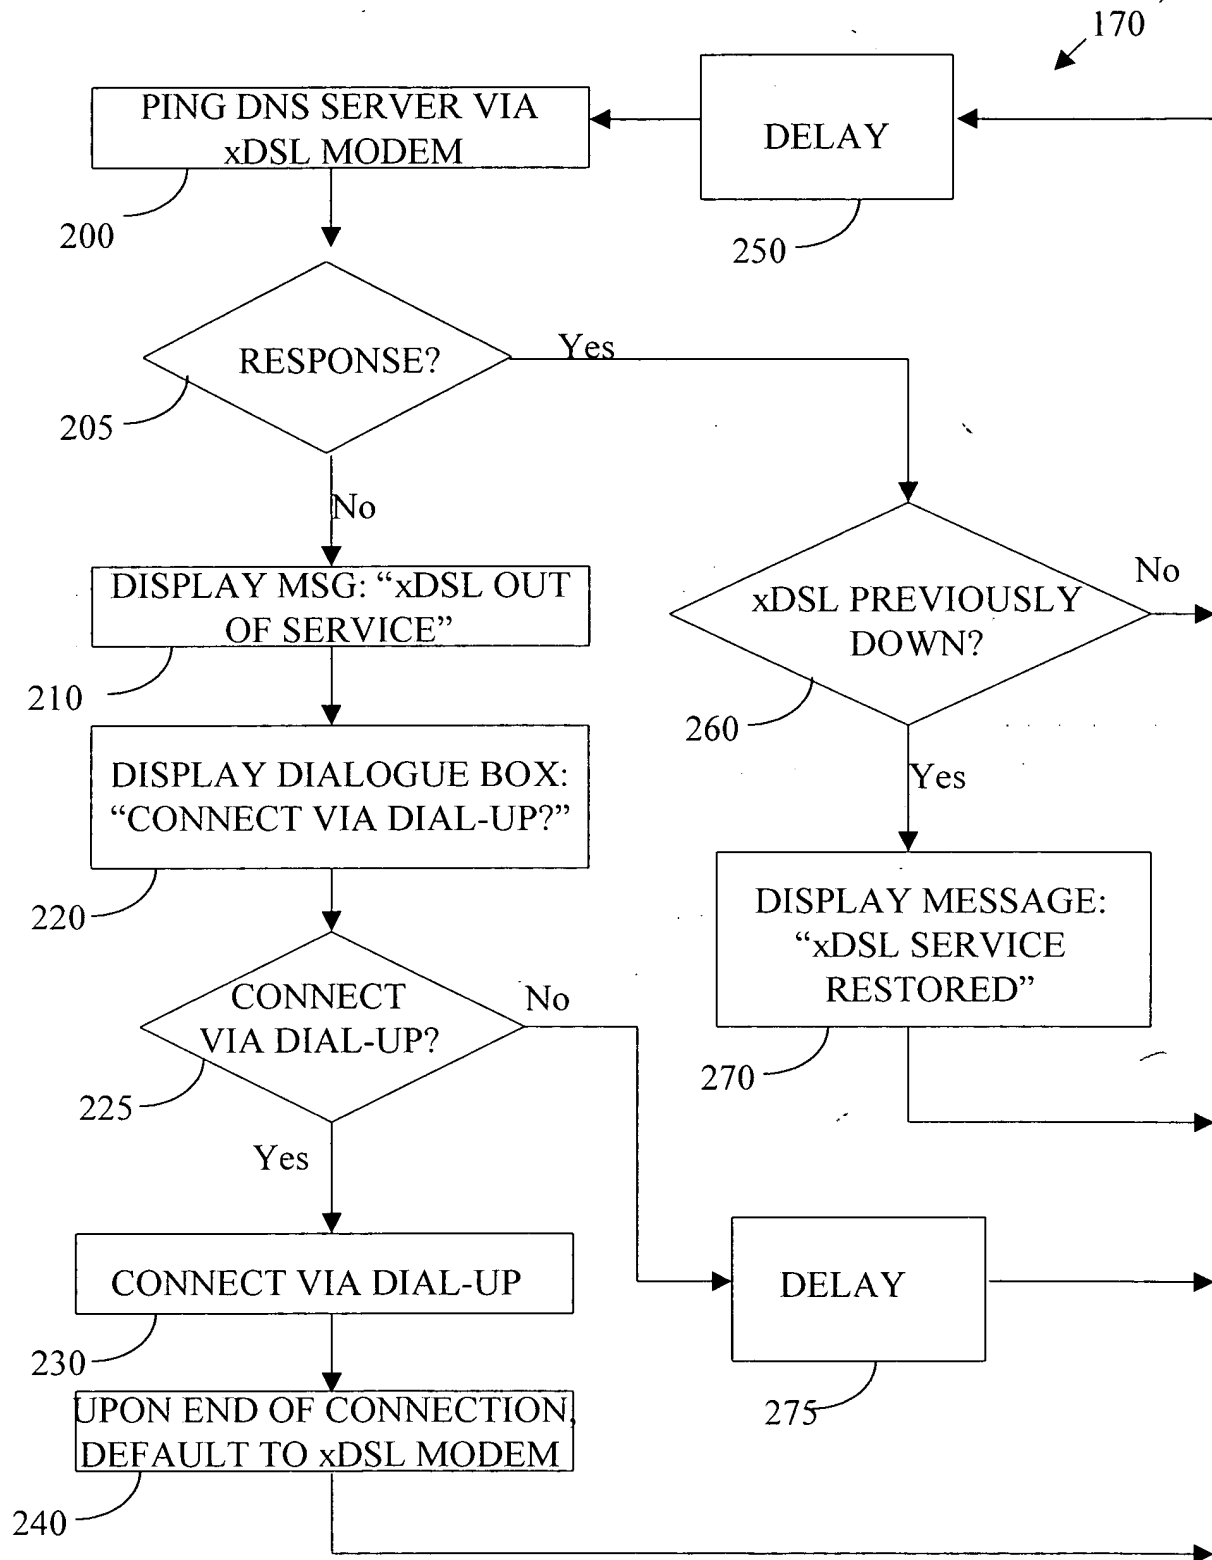 170
PING DNS SERVER VIA
xDSL MODEM
DELAY
200
250
RESPONSE?
Yes
205
No
DISPLAY MSG: “xDSL OUT
OF SERVICE”
xDSL PREVIOUSLY
DOWN?
No
210
260
Yes
DISPLAY DIALOGUE BOX:
“CONNECT VIA DIAL-UP?”
220
DISPLAY MESSAGE:
“xDSL SERVICE
RESTORED”
CONNECT
VIA DIAL-UP?
No
225
270
Yes
CONNECT VIA DIAL-UP
DELAY
230
275
UPON END OF CONNECTION,
DEFAULT TO xDSL MODEM
240